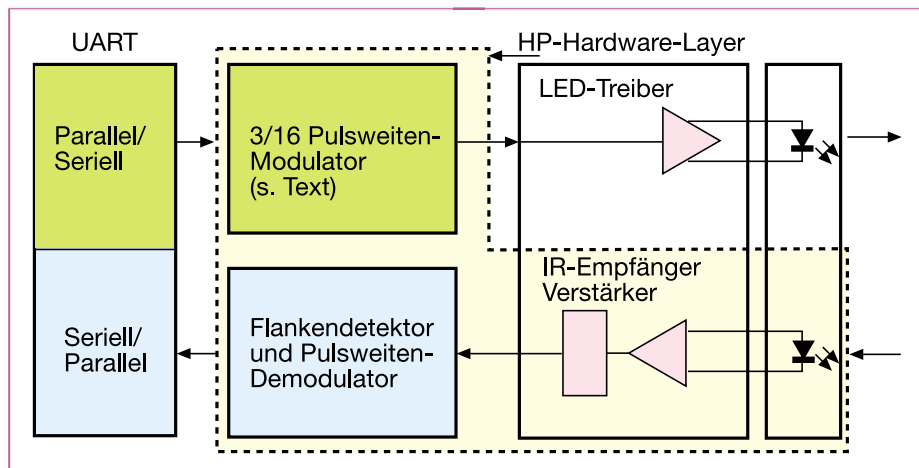 UART
HP-Hardware-Layer
Parallel/
Seriell
3/16 Pulsweiten-
Modulator
(s. Text)
LED-Treiber
Seriell/
Parallel
Flankendetektor
und Pulsweiten-
Demodulator
IR-Empfänger
Verstärker